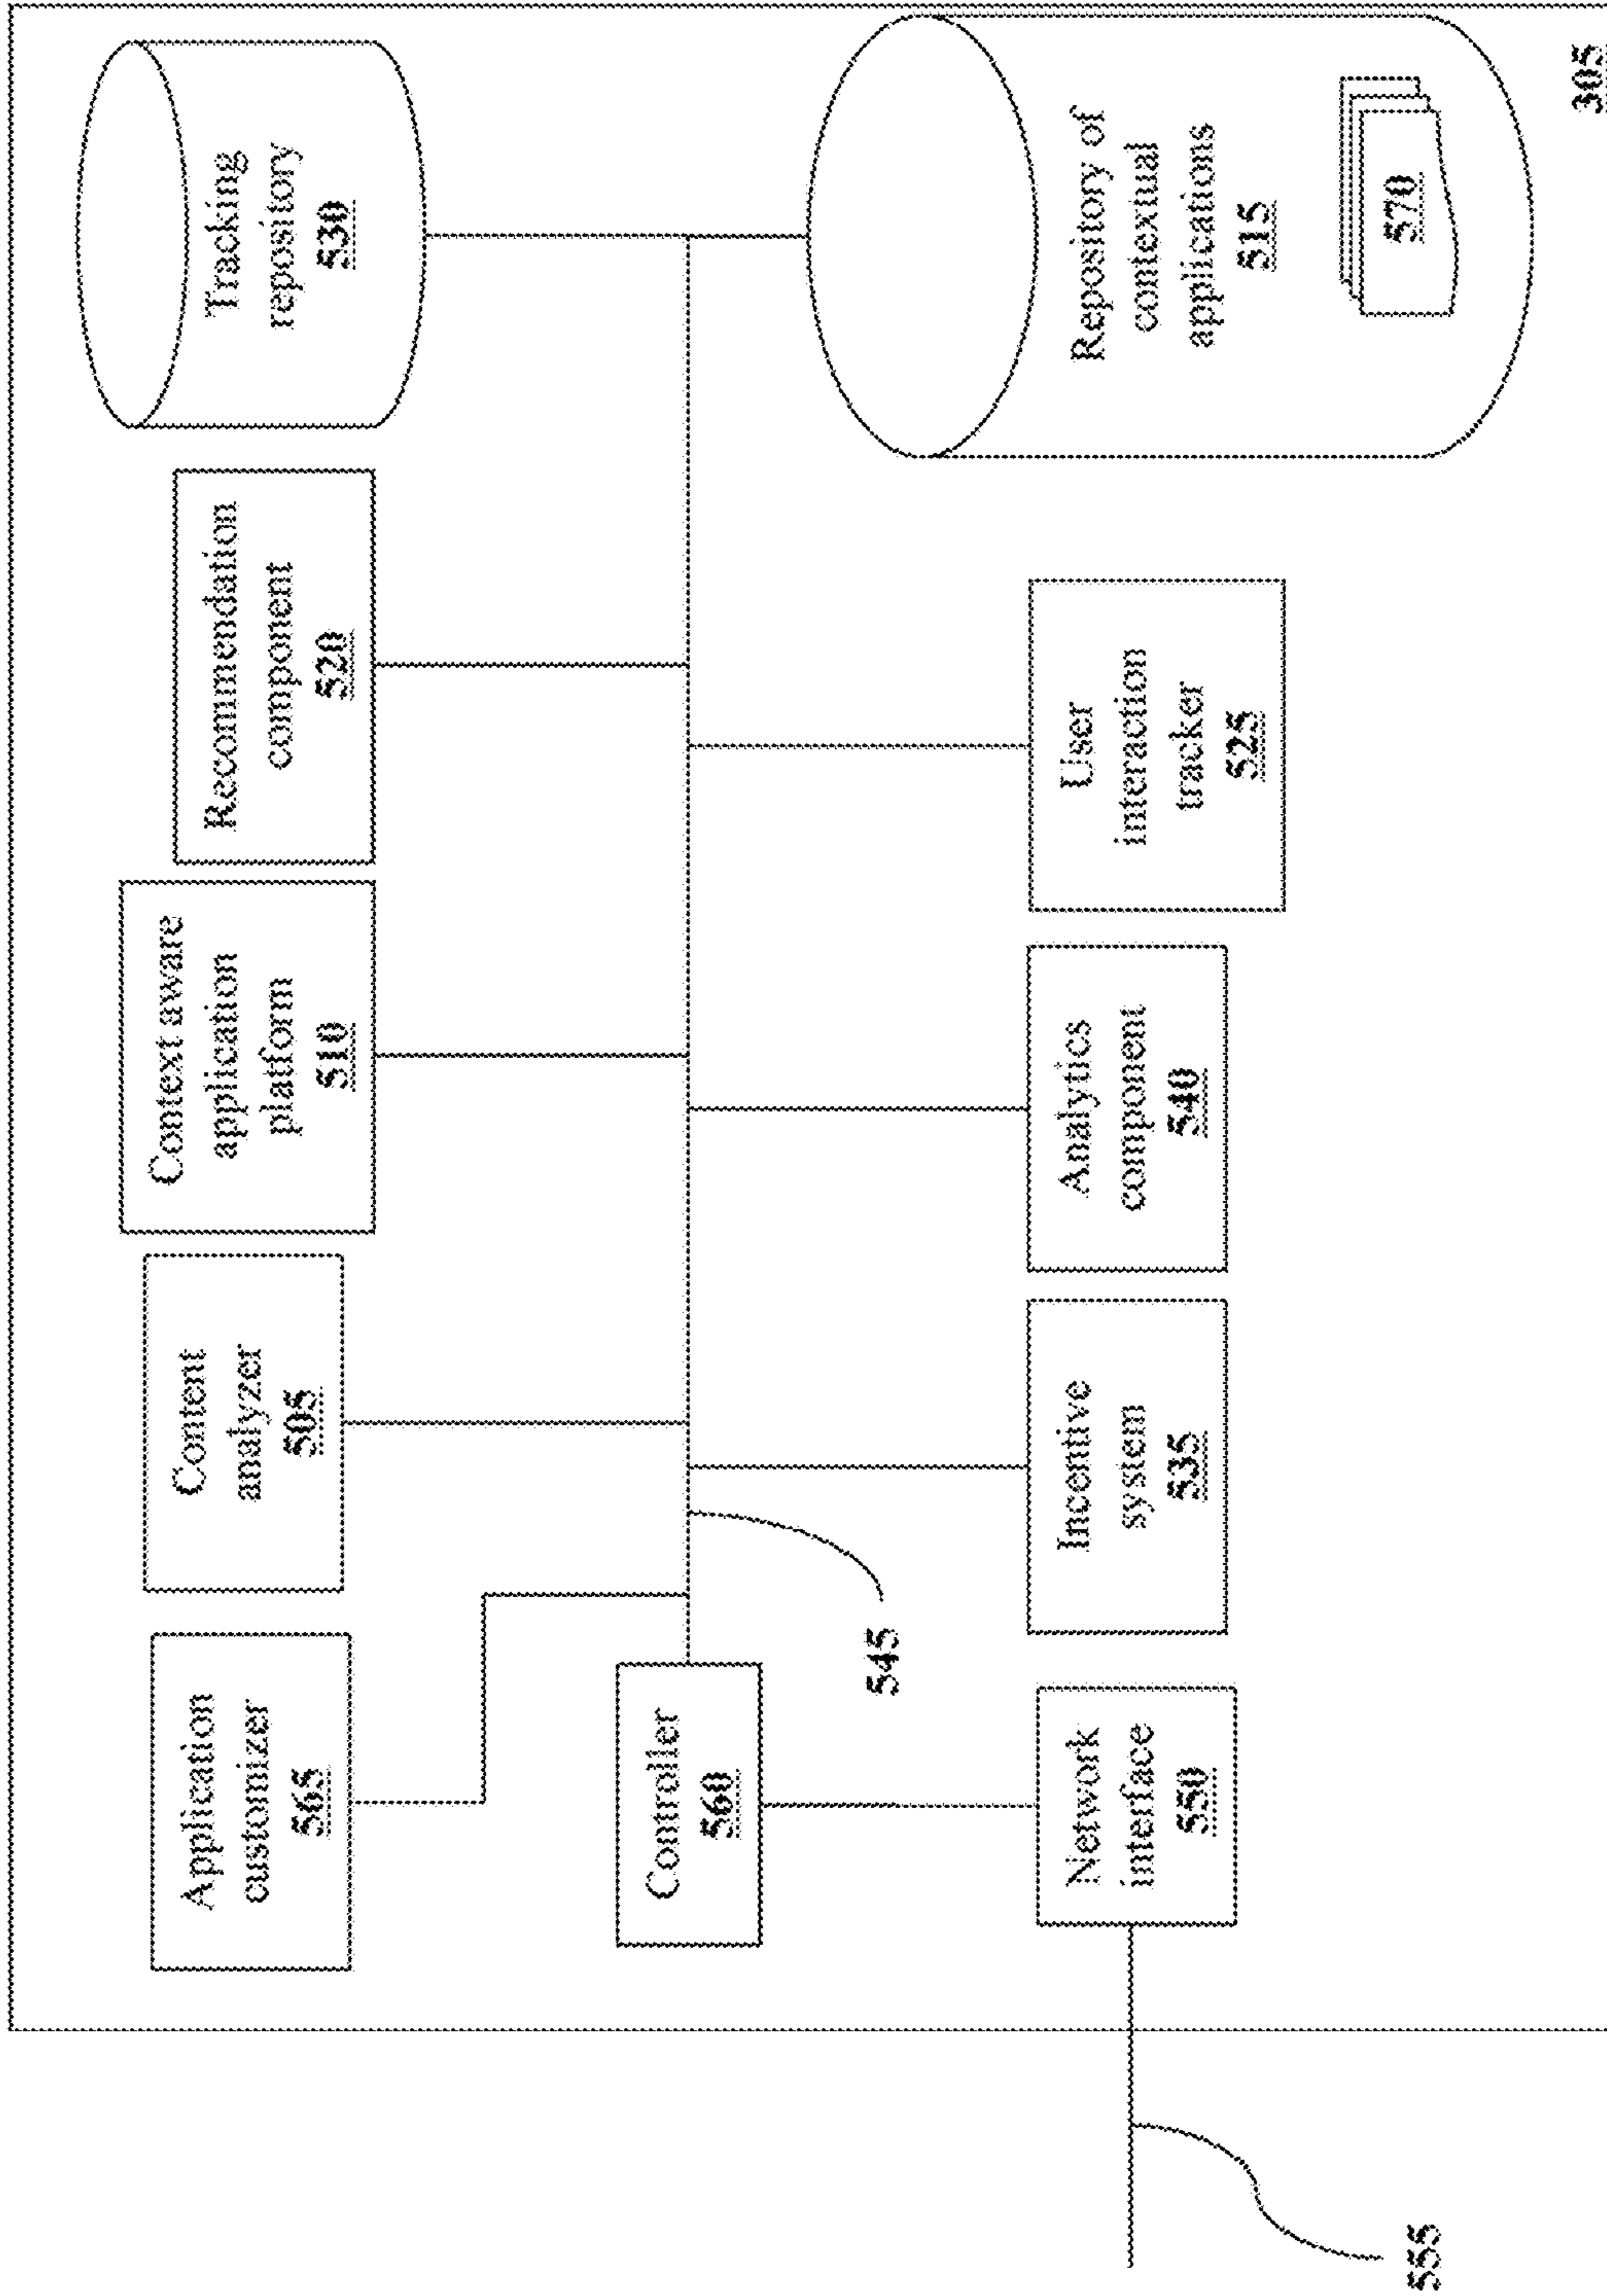 Application
customizer
565
Content
analyzer
505
Context aware
application
platform
510
Recommendation
component
520
Tracking
repository
530
Controller
560
545
Network
interface
550
Incentive
system
535
Analytics
component
540
User
interaction
tracker
525
Repository of
contextual
applications
515
570
555
305